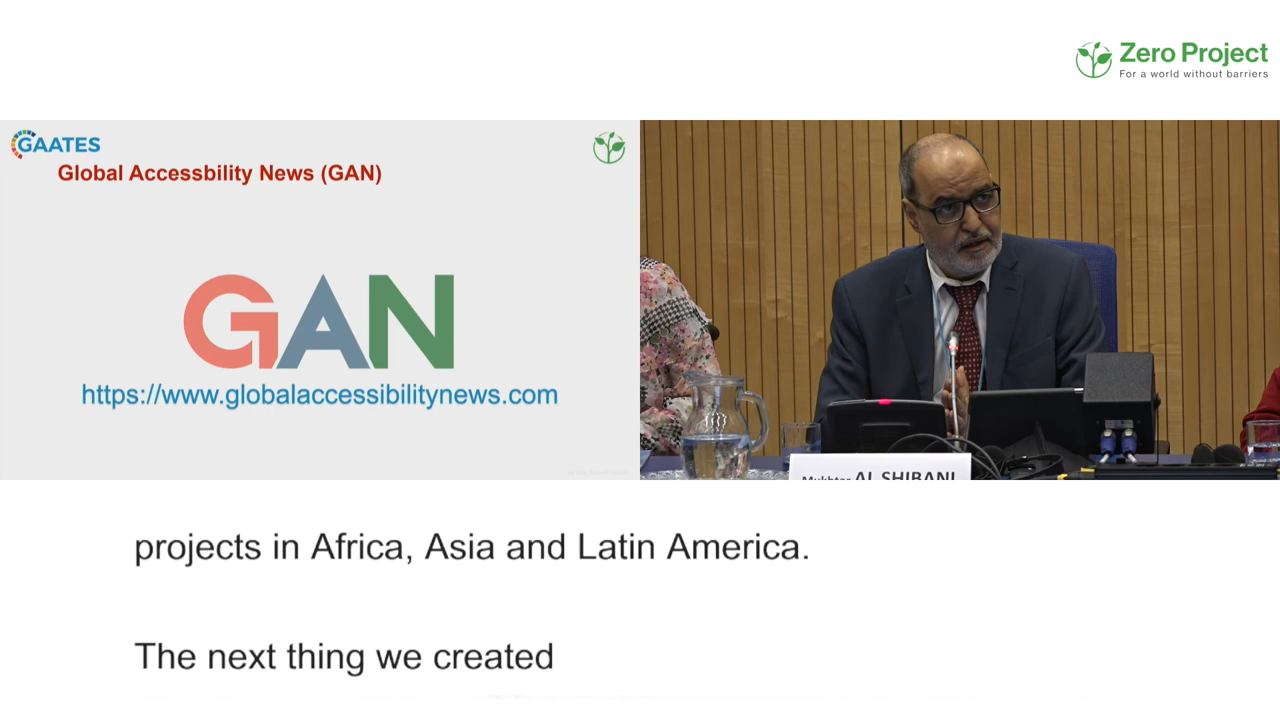 Zero Project
For a world without barriers
GAATES
Global Accessbility News (GAN)
GAN
https://www.globalaccessibilitynews.com
Mukhtar AL SHIBANI
projects in Africa, Asia and Latin America.
The next thing we created